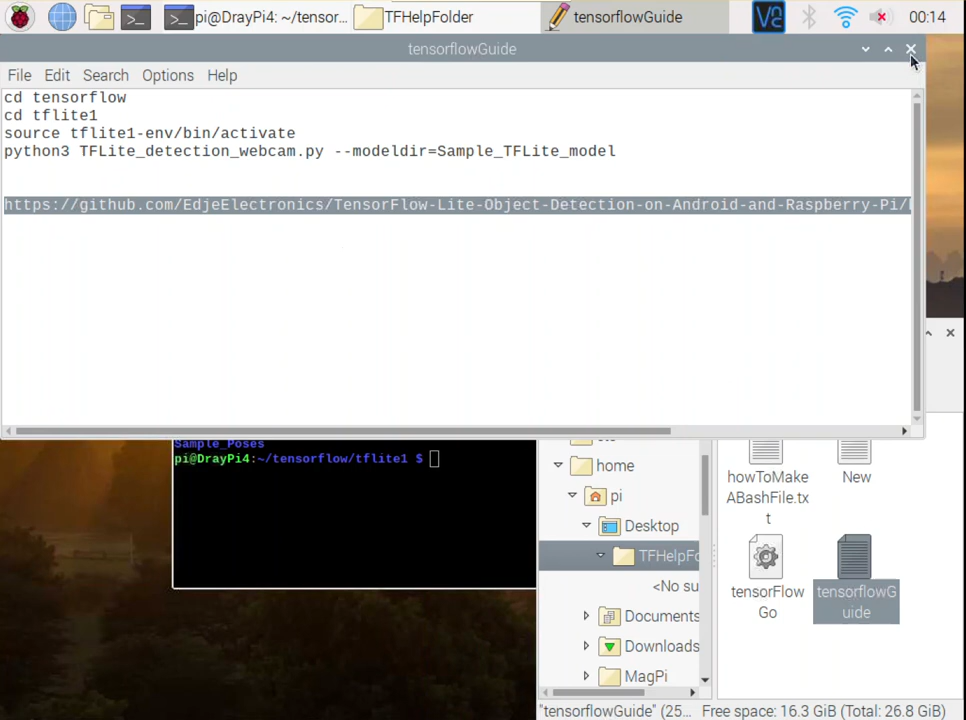 pi@DrayPi4: ~/tensor...
TFHelpFolder
tensorflowGuide
00:14
tensorflowGuide
File Edit Search Options Help
cd tensorflow
cd tflite1
source tflite1-env/bin/activate
python3 TFLite_detection_webcam.py --modeldir=Sample_TFLite_model
https://github.com/EdjeElectronics/TensorFlow-Lite-Object-Detection-on-Android-and-Raspberry-Pi/
Sample_Poses
pi@DrayPi4:~/tensorflow/tflite1 $
home
pi
Desktop
TFHelpFo
<No su
Documents
Downloads
MagPi
howToMake
ABashFile.tx
t
New
tensorFlow
Go
tensorflowG
uide
"tensorflowGuide" (25... Free space: 16.3 GiB (Total: 26.8 GiB)